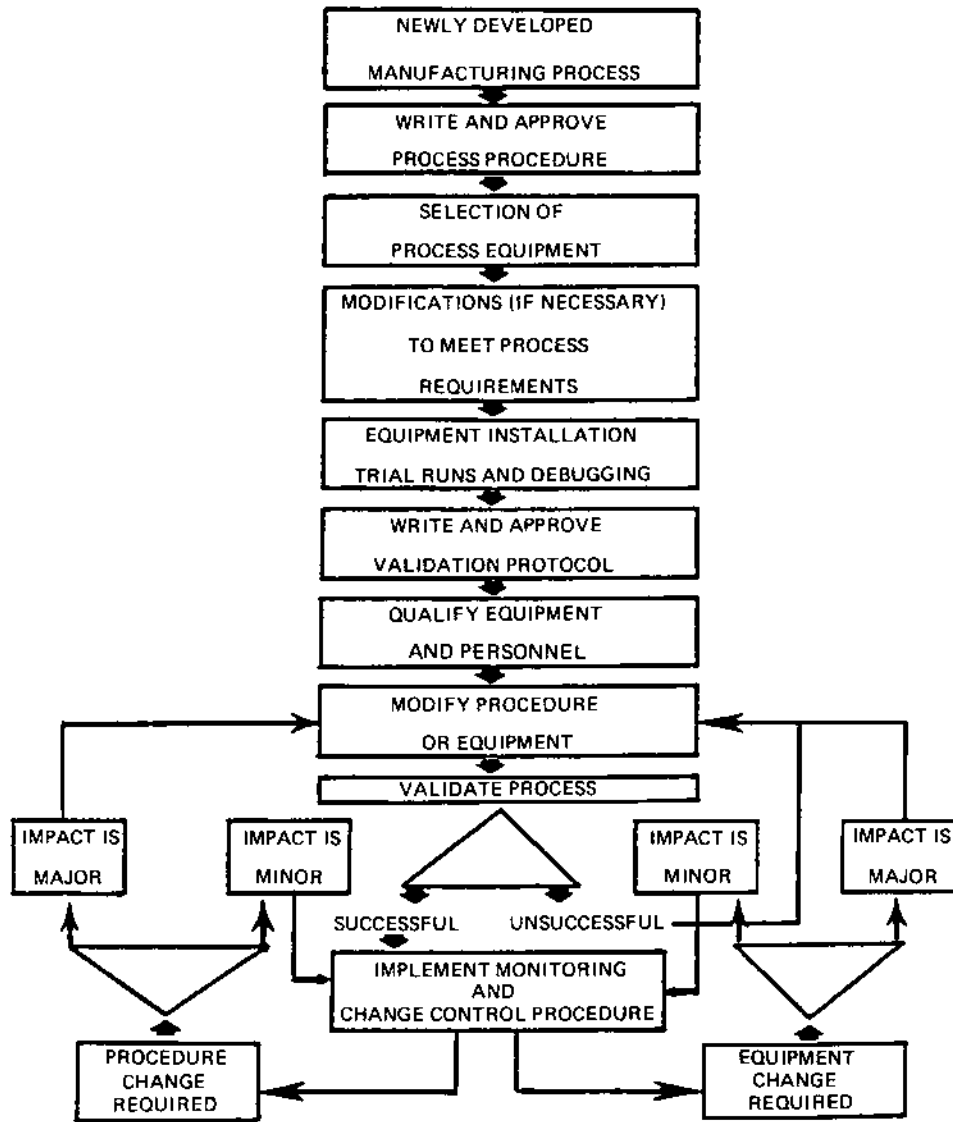 NEWLY DEVELOPED
MANUFACTURING PROCESS
WRITE AND APPROVE
PROCESS PROCEDURE
SELECTION OF
PROCESS EQUIPMENT
MODIFICATIONS (IF NECESSARY)
TO MEET PROCESS
REQUIREMENTS
EQUIPMENT INSTALLATION
TRIAL RUNS AND DEBUGGING
WRITE AND APPROVE
VALIDATION PROTOCOL
QUALIFY EQUIPMENT
AND PERSONNEL
MODIFY PROCEDURE
OR EQUIPMENT
VALIDATE PROCESS
IMPACT IS
MAJOR
IMPACT IS
MINOR
IMPACT IS
MINOR
IMPACT IS
MAJOR
SUCCESSFUL
UNSUCCESSFUL
IMPLEMENT MONITORING
AND
CHANGE CONTROL PROCEDURE
PROCEDURE
CHANGE
REQUIRED
EQUIPMENT
CHANGE
REQUIRED